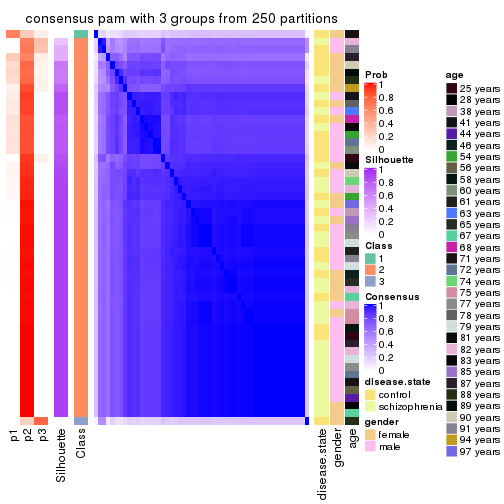 consensus pam with 3 groups from 250 partitions
p1
p2
p3
Silhouette
Class
disease.state
gender
age
Prob
1
0.8
0.6
0.4
0.2
0
Silhouette
1
0.8
0.6
0.4
0.2
0
Class
1
2
3
Consensus
1
0.8
0.6
0.4
0.2
0
disease.state
control
schizophrenia
gender
female
male
age
25 years
28 years
38 years
41 years
44 years
46 years
54 years
56 years
58 years
60 years
61 years
63 years
65 years
67 years
68 years
71 years
72 years
74 years
75 years
77 years
78 years
79 years
81 years
82 years
83 years
85 years
87 years
88 years
89 years
90 years
91 years
94 years
97 years